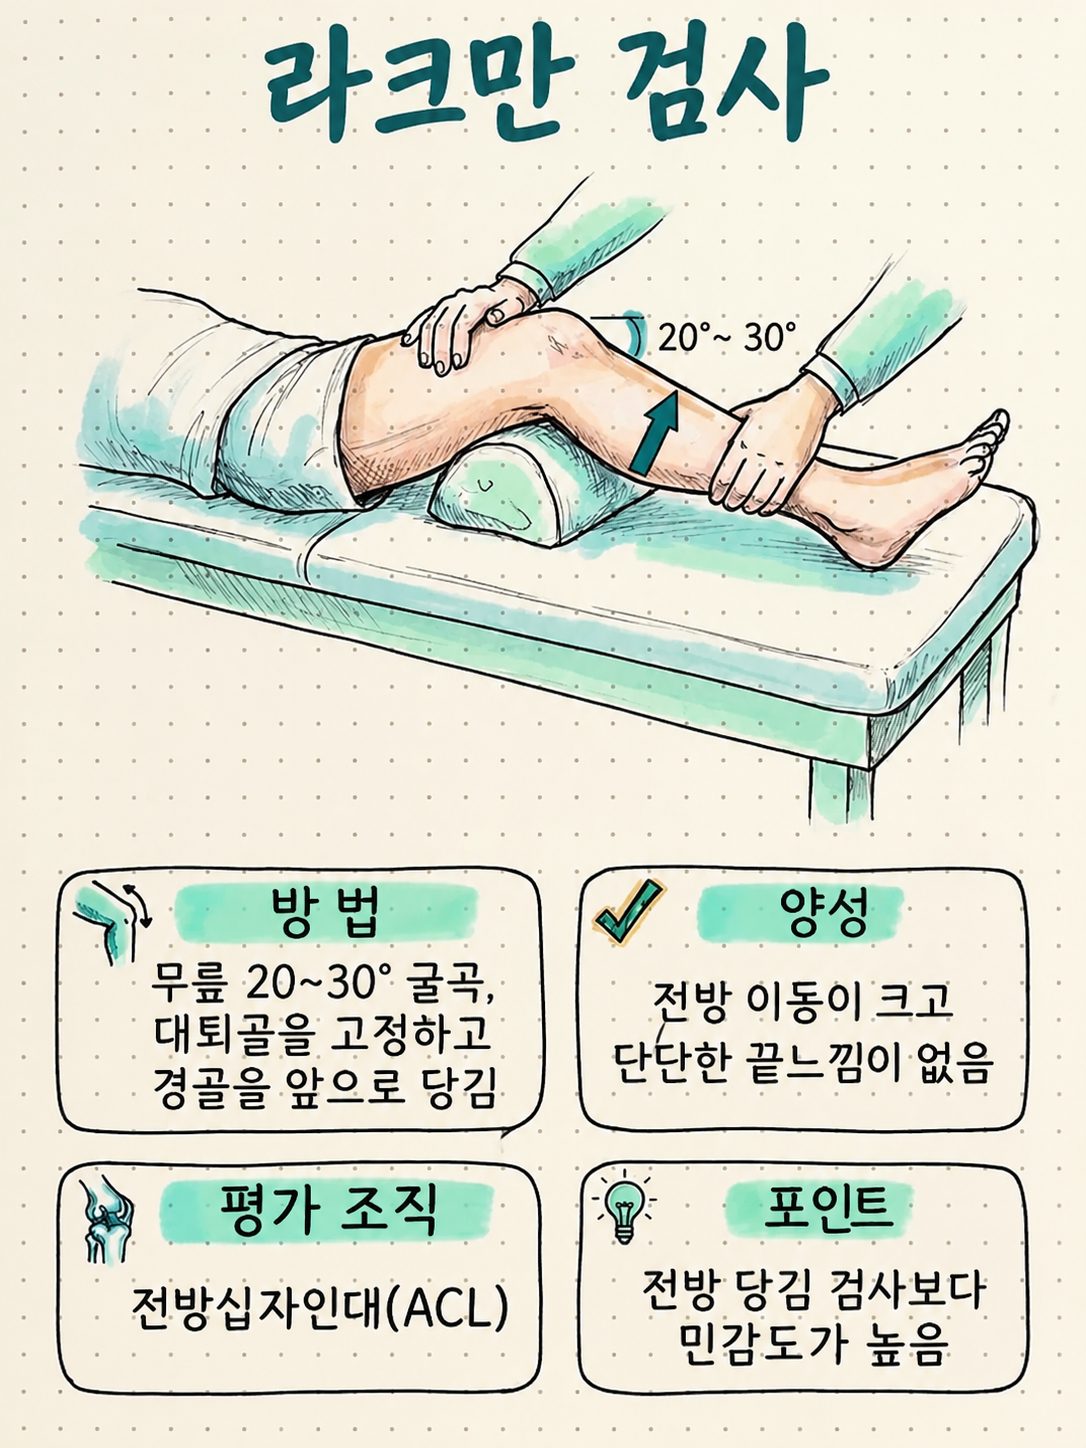 라크만 검사
20°~ 30°
방 법
무릎 20~30° 굴곡,
대퇴골을 고정하고
경골을 앞으로 당김
양성
전방 이동이 크고
단단한 끝느낌이 없음
평가 조직
전방십자인대(ACL)
포인트
전방 당김 검사보다
민감도가 높음